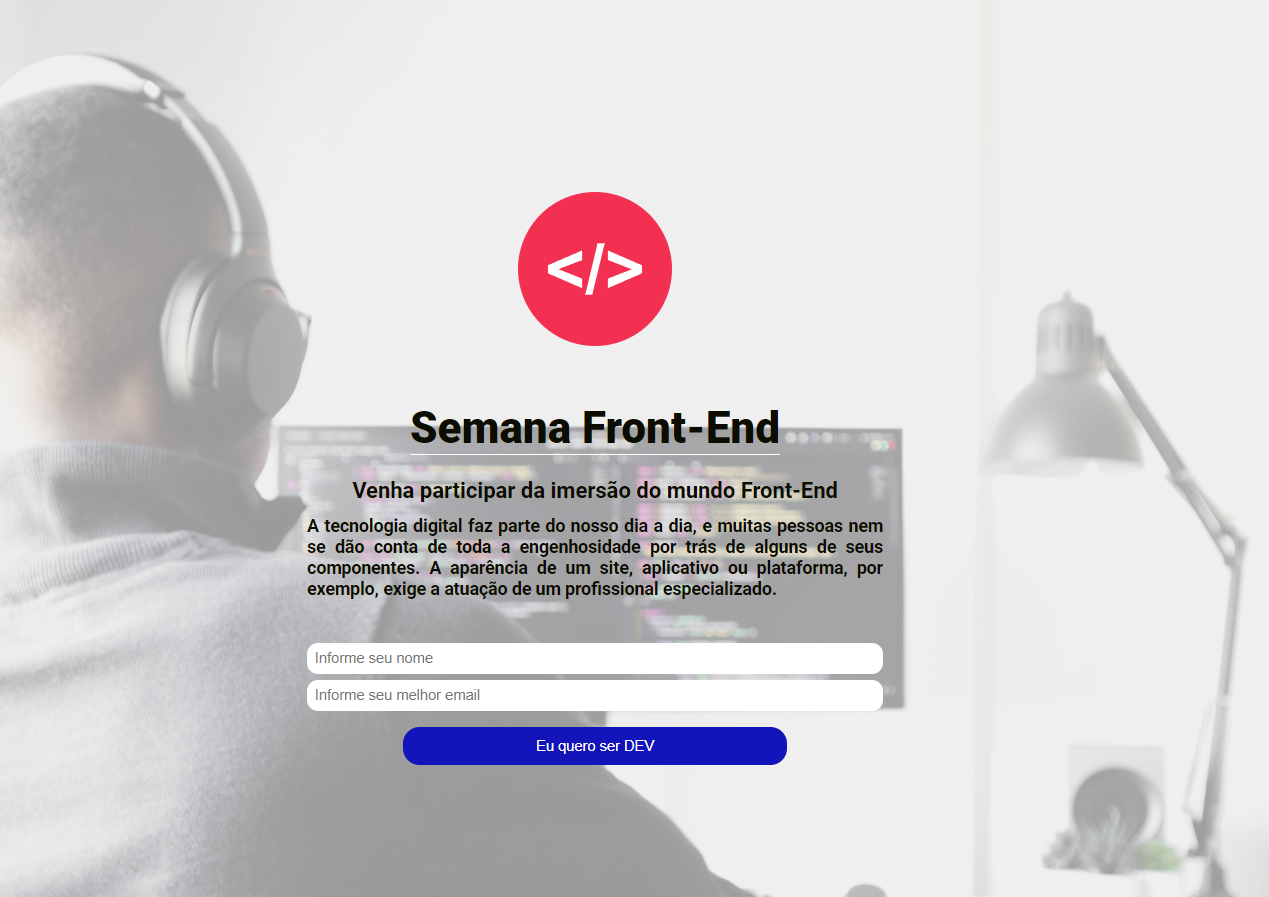 </>
Semana Front-End
Venha participar da imersão do mundo Front-End
A tecnologia digital faz parte do nosso dia a dia, e muitas pessoas nem
se dão conta de toda a engenhosidade por trás de alguns de seus
componentes. A aparência de um site, aplicativo ou plataforma, por
exemplo, exige a atuação de um profissional especializado.
Informe seu nome
Informe seu melhor email
Eu quero ser DEV